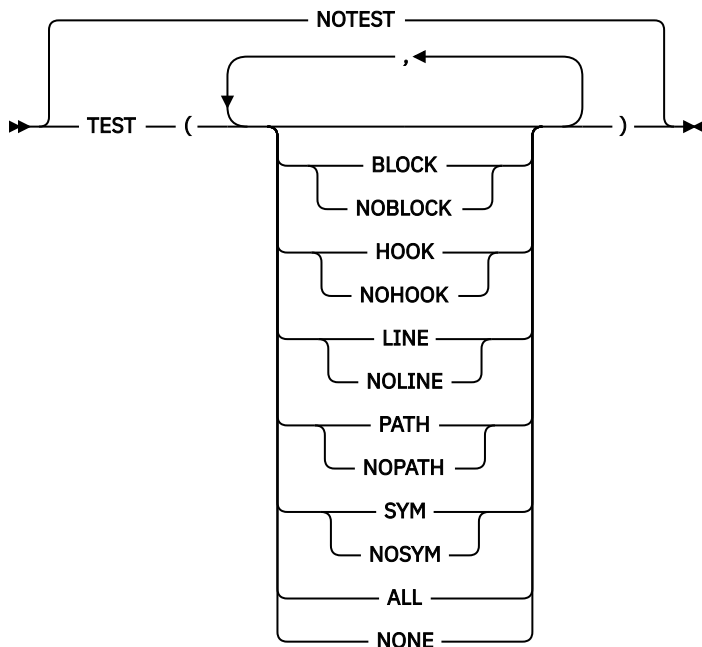 NOTEST
,
TEST ( )
BLOCK
NOBLOCK
HOOK
NOHOOK
LINE
NOLINE
PATH
NOPATH
SYM
NOSYM
ALL
NONE